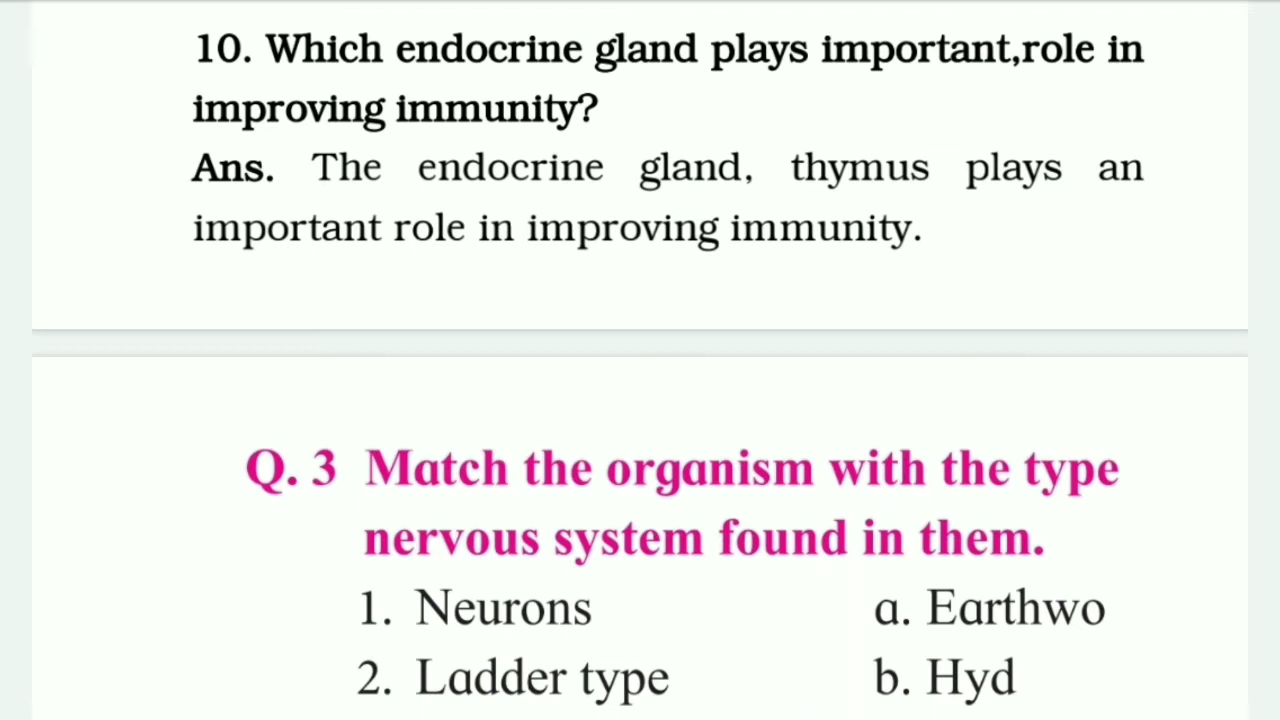 10. Which endocrine gland plays important,role in
improving immunity?
Ans. The endocrine gland, thymus plays an
important role in improving immunity.
Q. 3 Match the organism with the type
nervous system found in them.
1. Neurons a. Earthwo
2. Ladder type b. Hyd